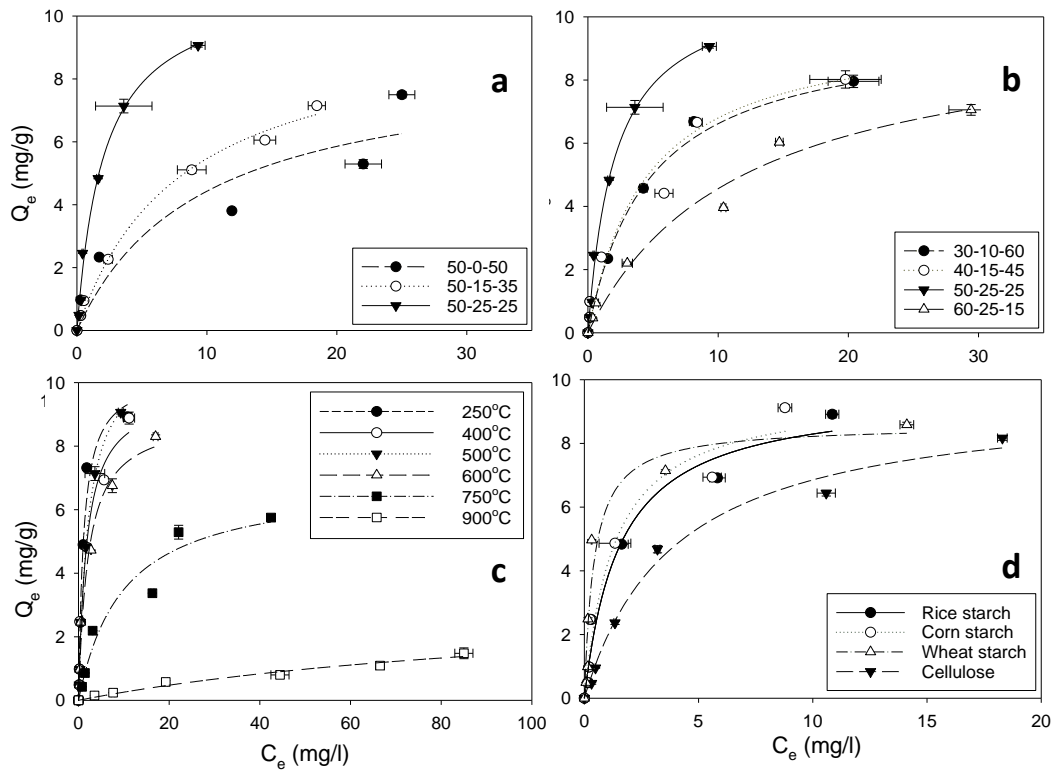 10
8
6
4
2
0
Q_e (mg/g)
a
50-0-50
50-15-35
50-25-25
0 10 20 30
10
8
6
4
2
0
b
30-10-60
40-15-45
50-25-25
60-25-15
0 10 20 30
10
8
6
4
2
0
Q_e (mg/g)
250°C
400°C
500°C
600°C
750°C
900°C
c
0 20 40 60 80 100
C_e (mg/l)
10
8
6
4
2
0
d
Rice starch
Corn starch
Wheat starch
Cellulose
0 5 10 15 20
C_e (mg/l)